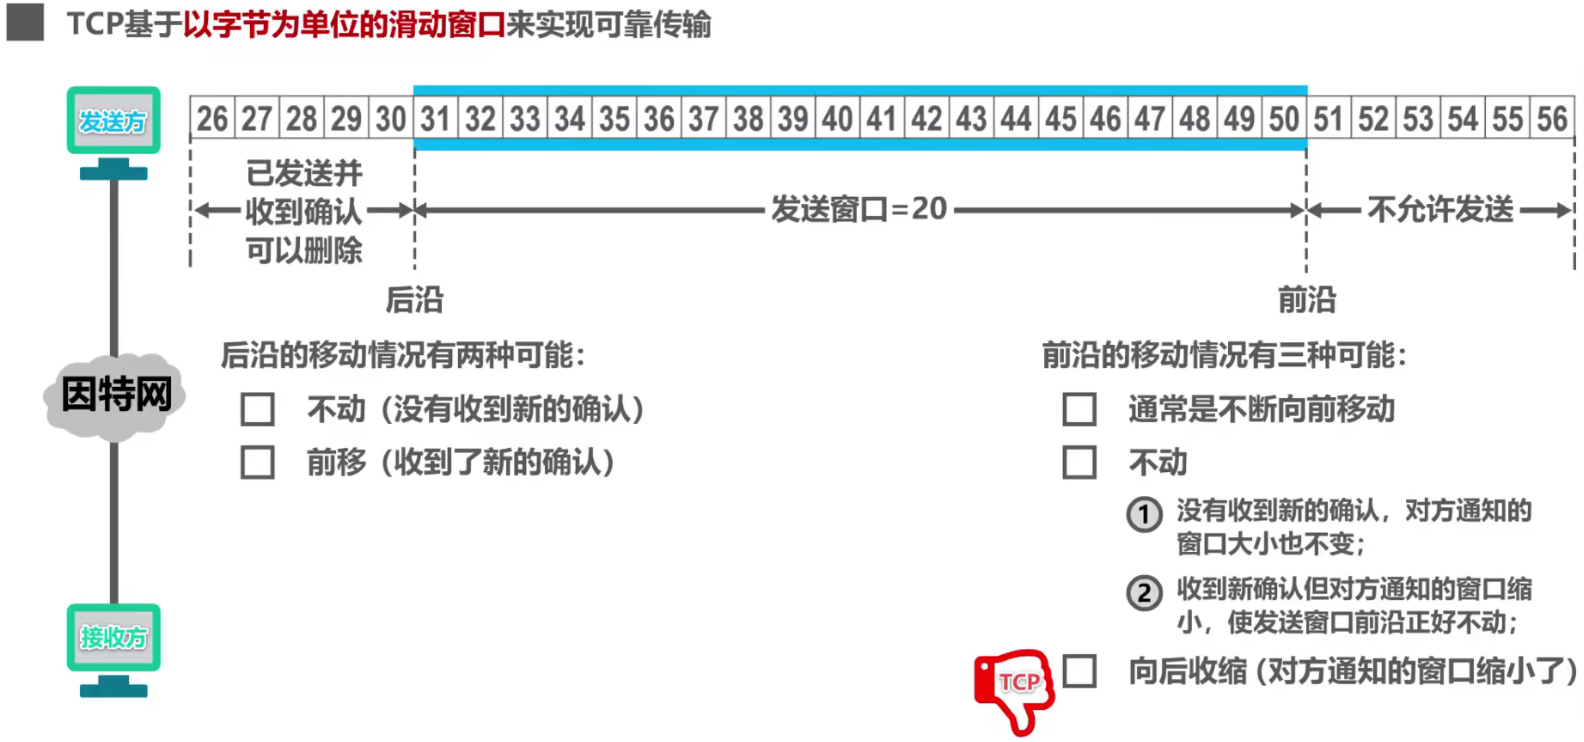 TCP基于以字节为单位的滑动窗口来实现可靠传输
发送方
26 27 28 29 30 31 32 33 34 35 36 37 38 39 40 41 42 43 44 45 46 47 48 49 50 51 52 53 54 55 56
已发送并
收到确认
可以删除
发送窗口=20
不允许发送
后沿
前沿
后沿的移动情况有两种可能：
不动（没有收到新的确认）
前移（收到了新的确认）
前沿的移动情况有三种可能：
通常是不断向前移动
不动
1 没有收到新的确认，对方通知的
窗口大小也不变；
2 收到新确认但对方通知的窗口缩
小，使发送窗口前沿正好不动；
TCP
向后收缩（对方通知的窗口缩小了）
因特网
接收方